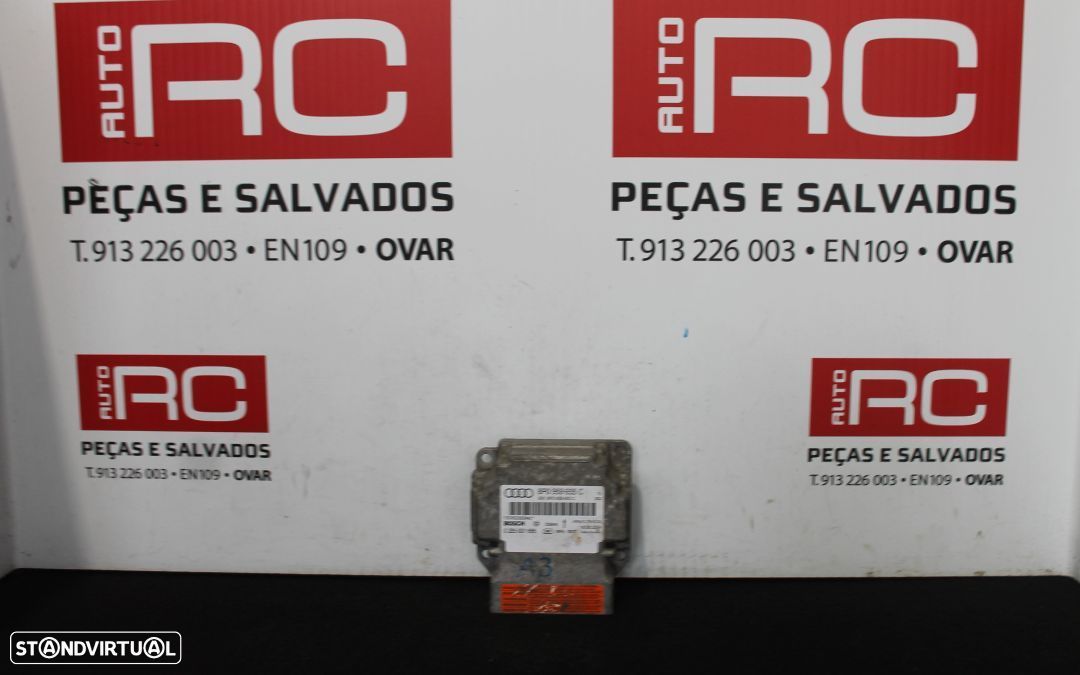 AUTO RC
PEÇAS E SALVADOS
T. 913 226 003 • EN109 • OVAR
AUTO RC
PEÇAS E SALVADOS
T. 913 226 003 • EN109 • OVAR
AUTO RC
PEÇAS E SALVADOS
T. 913 226 003 • EN109 • OVAR
AUTO RC
PEÇAS E SALVADOS
T. 913 226 003 • EN109 • OVAR
BOSCH
A3
STANDVIRTUAL